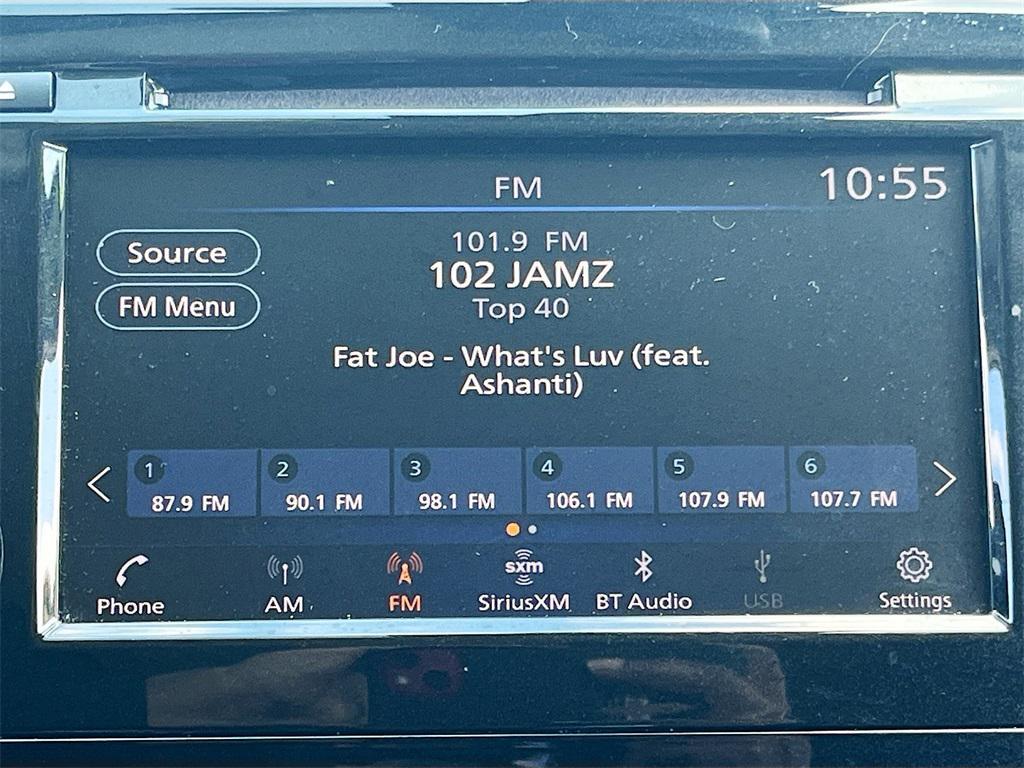 FM
10:55
Source
FM Menu
101.9 FM
102 JAMZ
Top 40
Fat Joe - What's Luv (feat.
Ashanti)
1 2 3 4 5 6
87.9 FM 90.1 FM 98.1 FM 106.1 FM 107.9 FM 107.7 FM
sxm
Phone AM FM SiriusXM BT Audio USB Settings